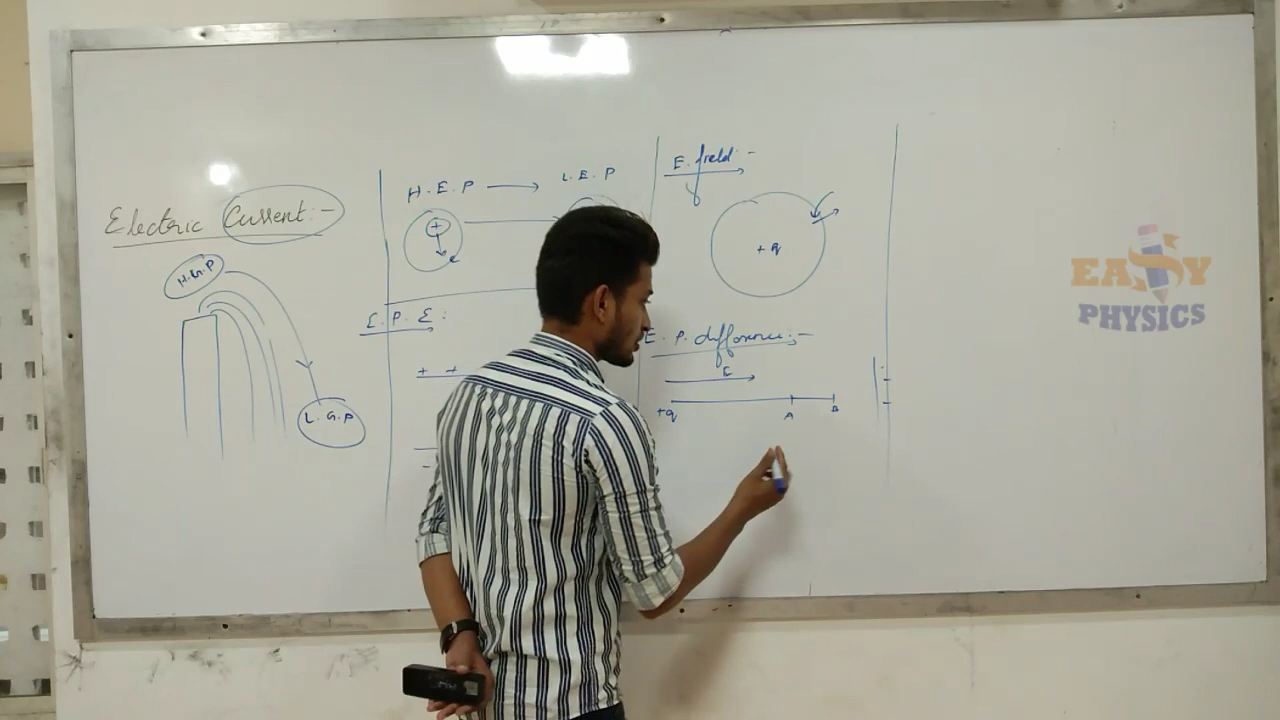 Electric Current:-
H.G.P
L.G.P
H.E.P → L.E.P
+
e
E.P.E:
+ +
-
E. field:-
+q
E.P. difference:-
E
+q A B
EASY
PHYSICS